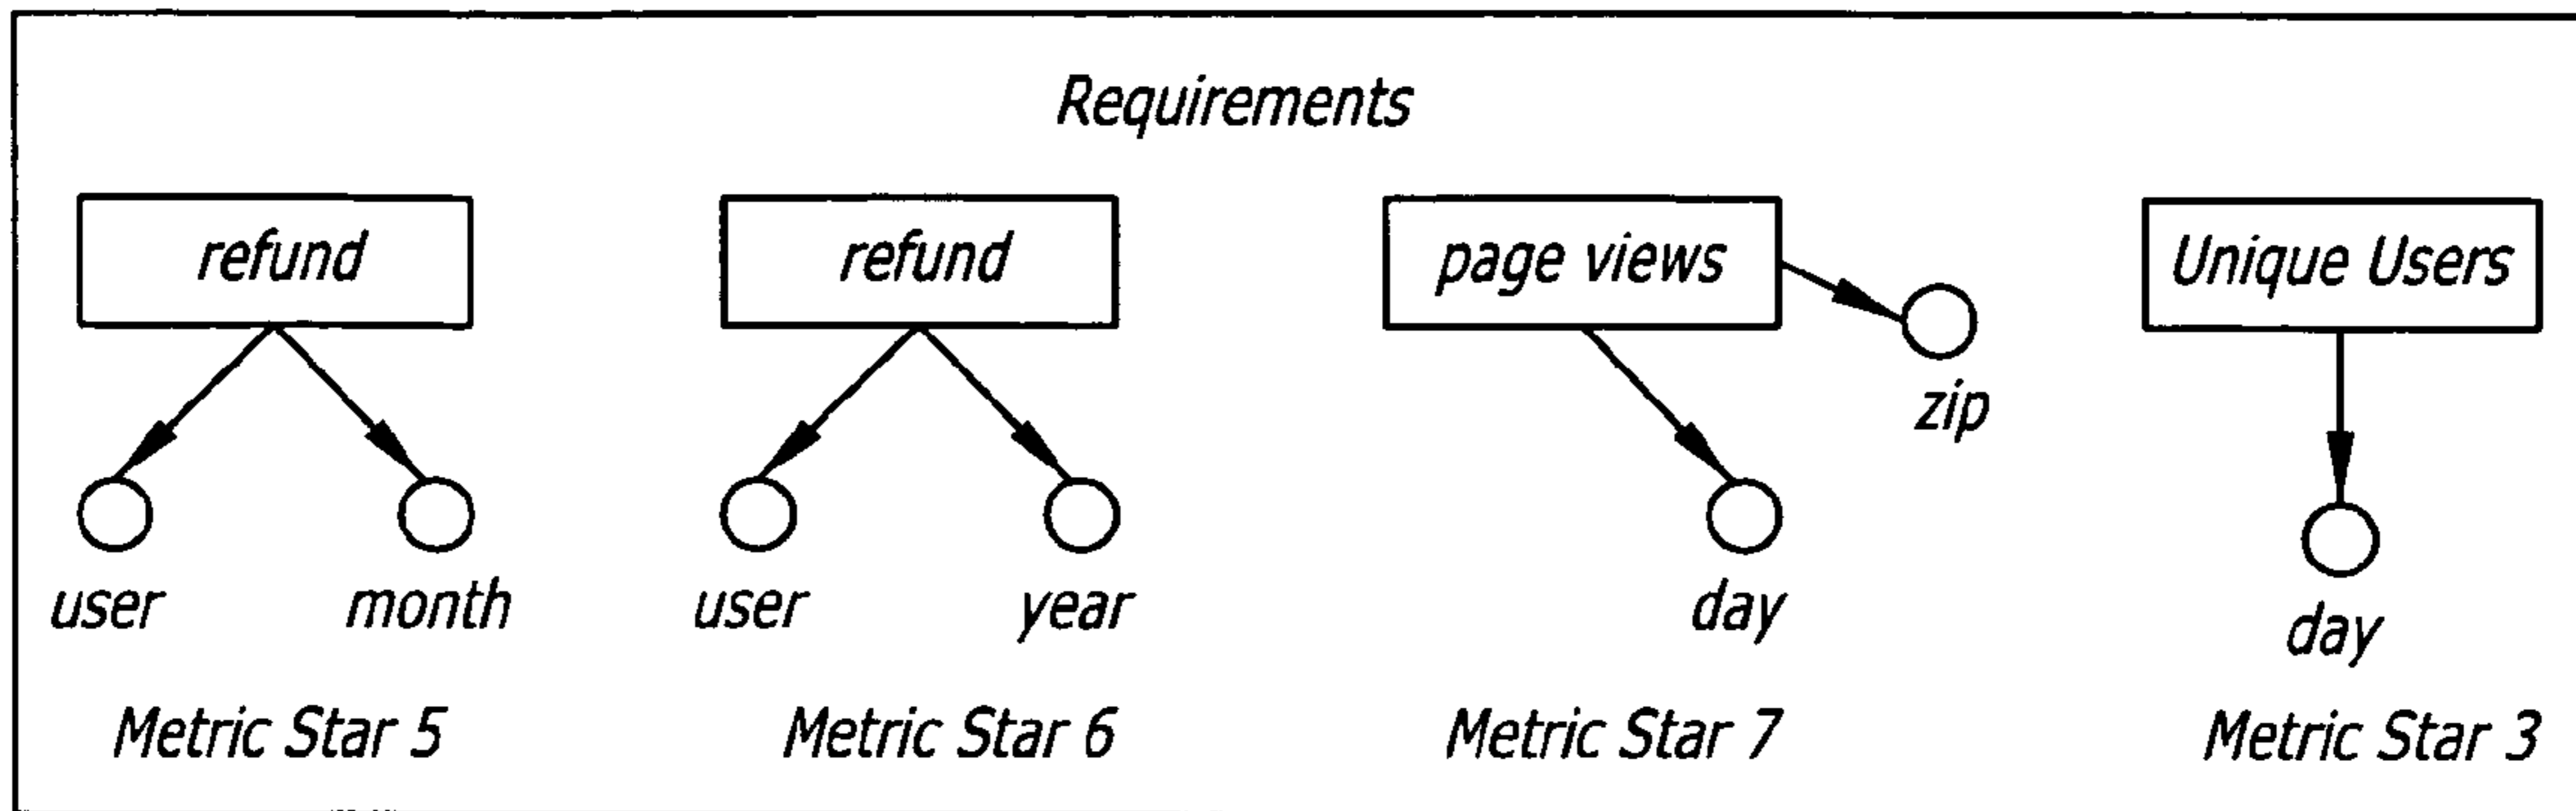 Requirements
refund
refund
page views
Unique Users
zip
user
month
user
year
day
day
Metric Star 5
Metric Star 6
Metric Star 7
Metric Star 3